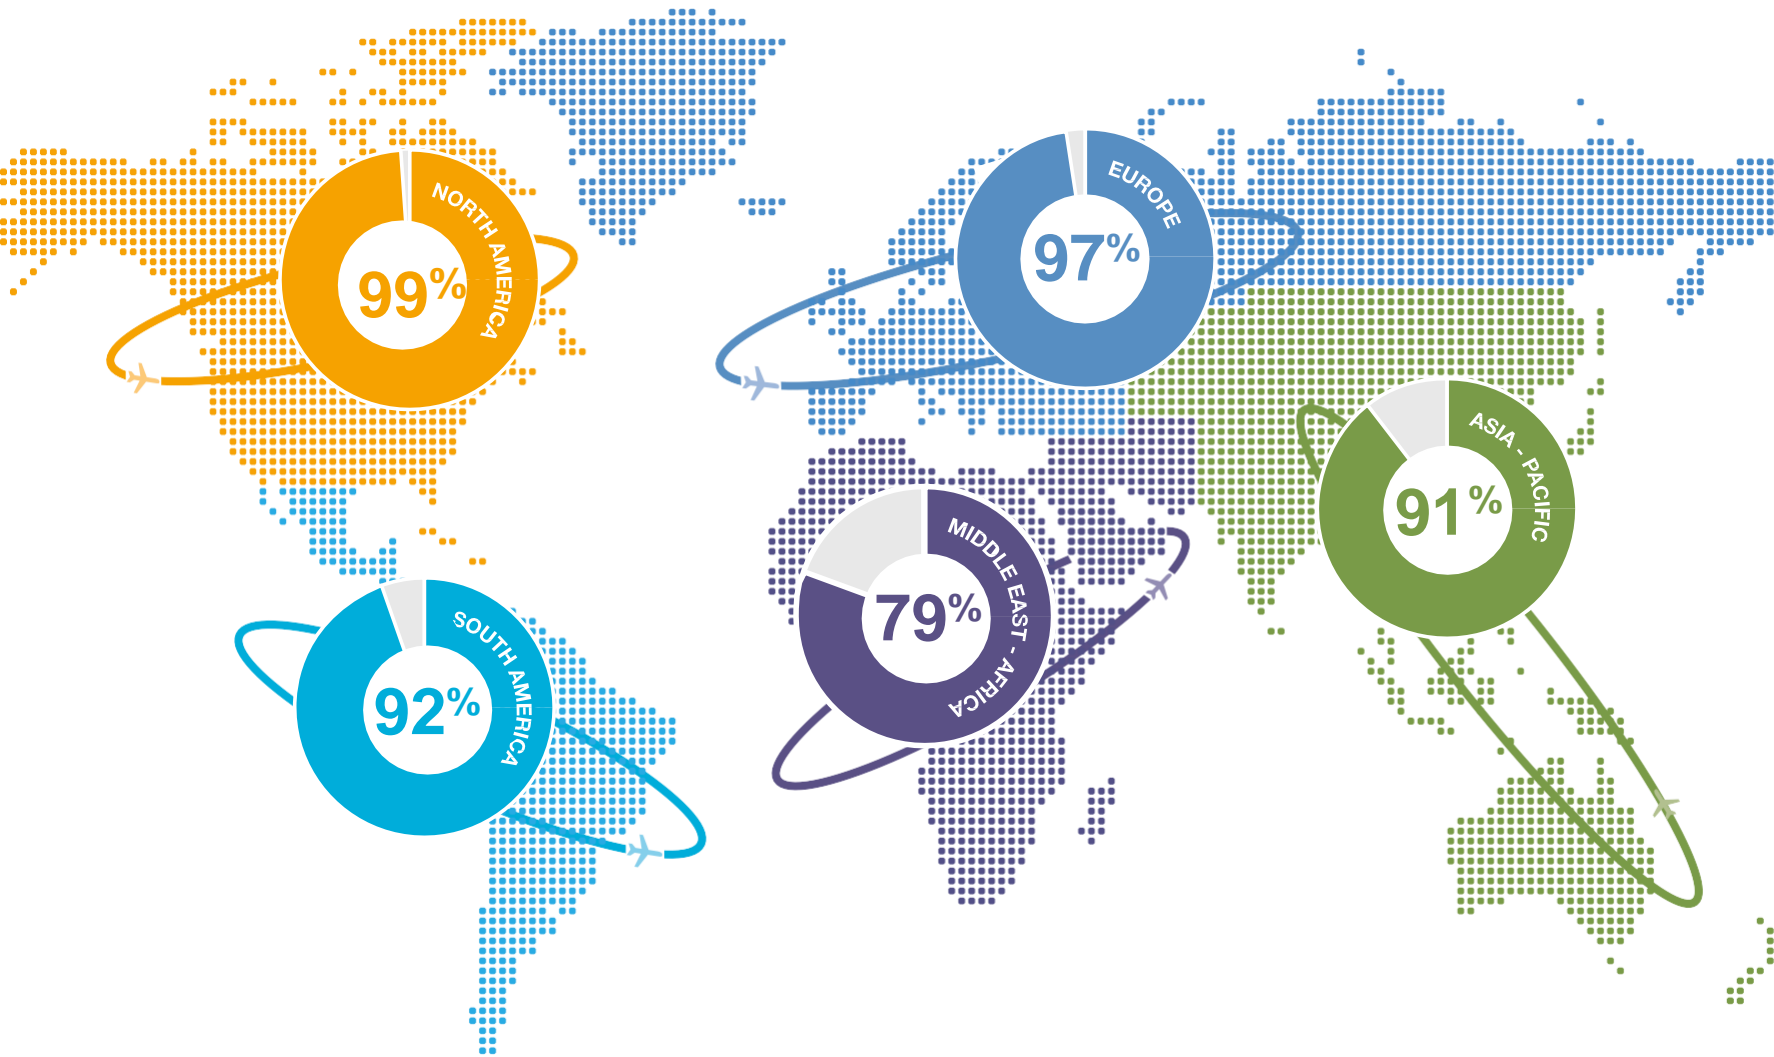 NORTH AMERICA
99%
EUROPE
97%
ASIA - PACIFIC
91%
MIDDLE EAST - AFRICA
79%
SOUTH AMERICA
92%